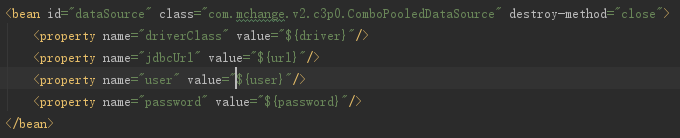 <bean id="dataSource" class="com.mchange.v2.c3p0.ComboPooledDataSource" destroy-method="close">
<property name="driverClass" value="${driver}"/>
<property name="jdbcUrl" value="${url}"/>
<property name="user" value="${user}"/>
<property name="password" value="${password}"/>
</bean>